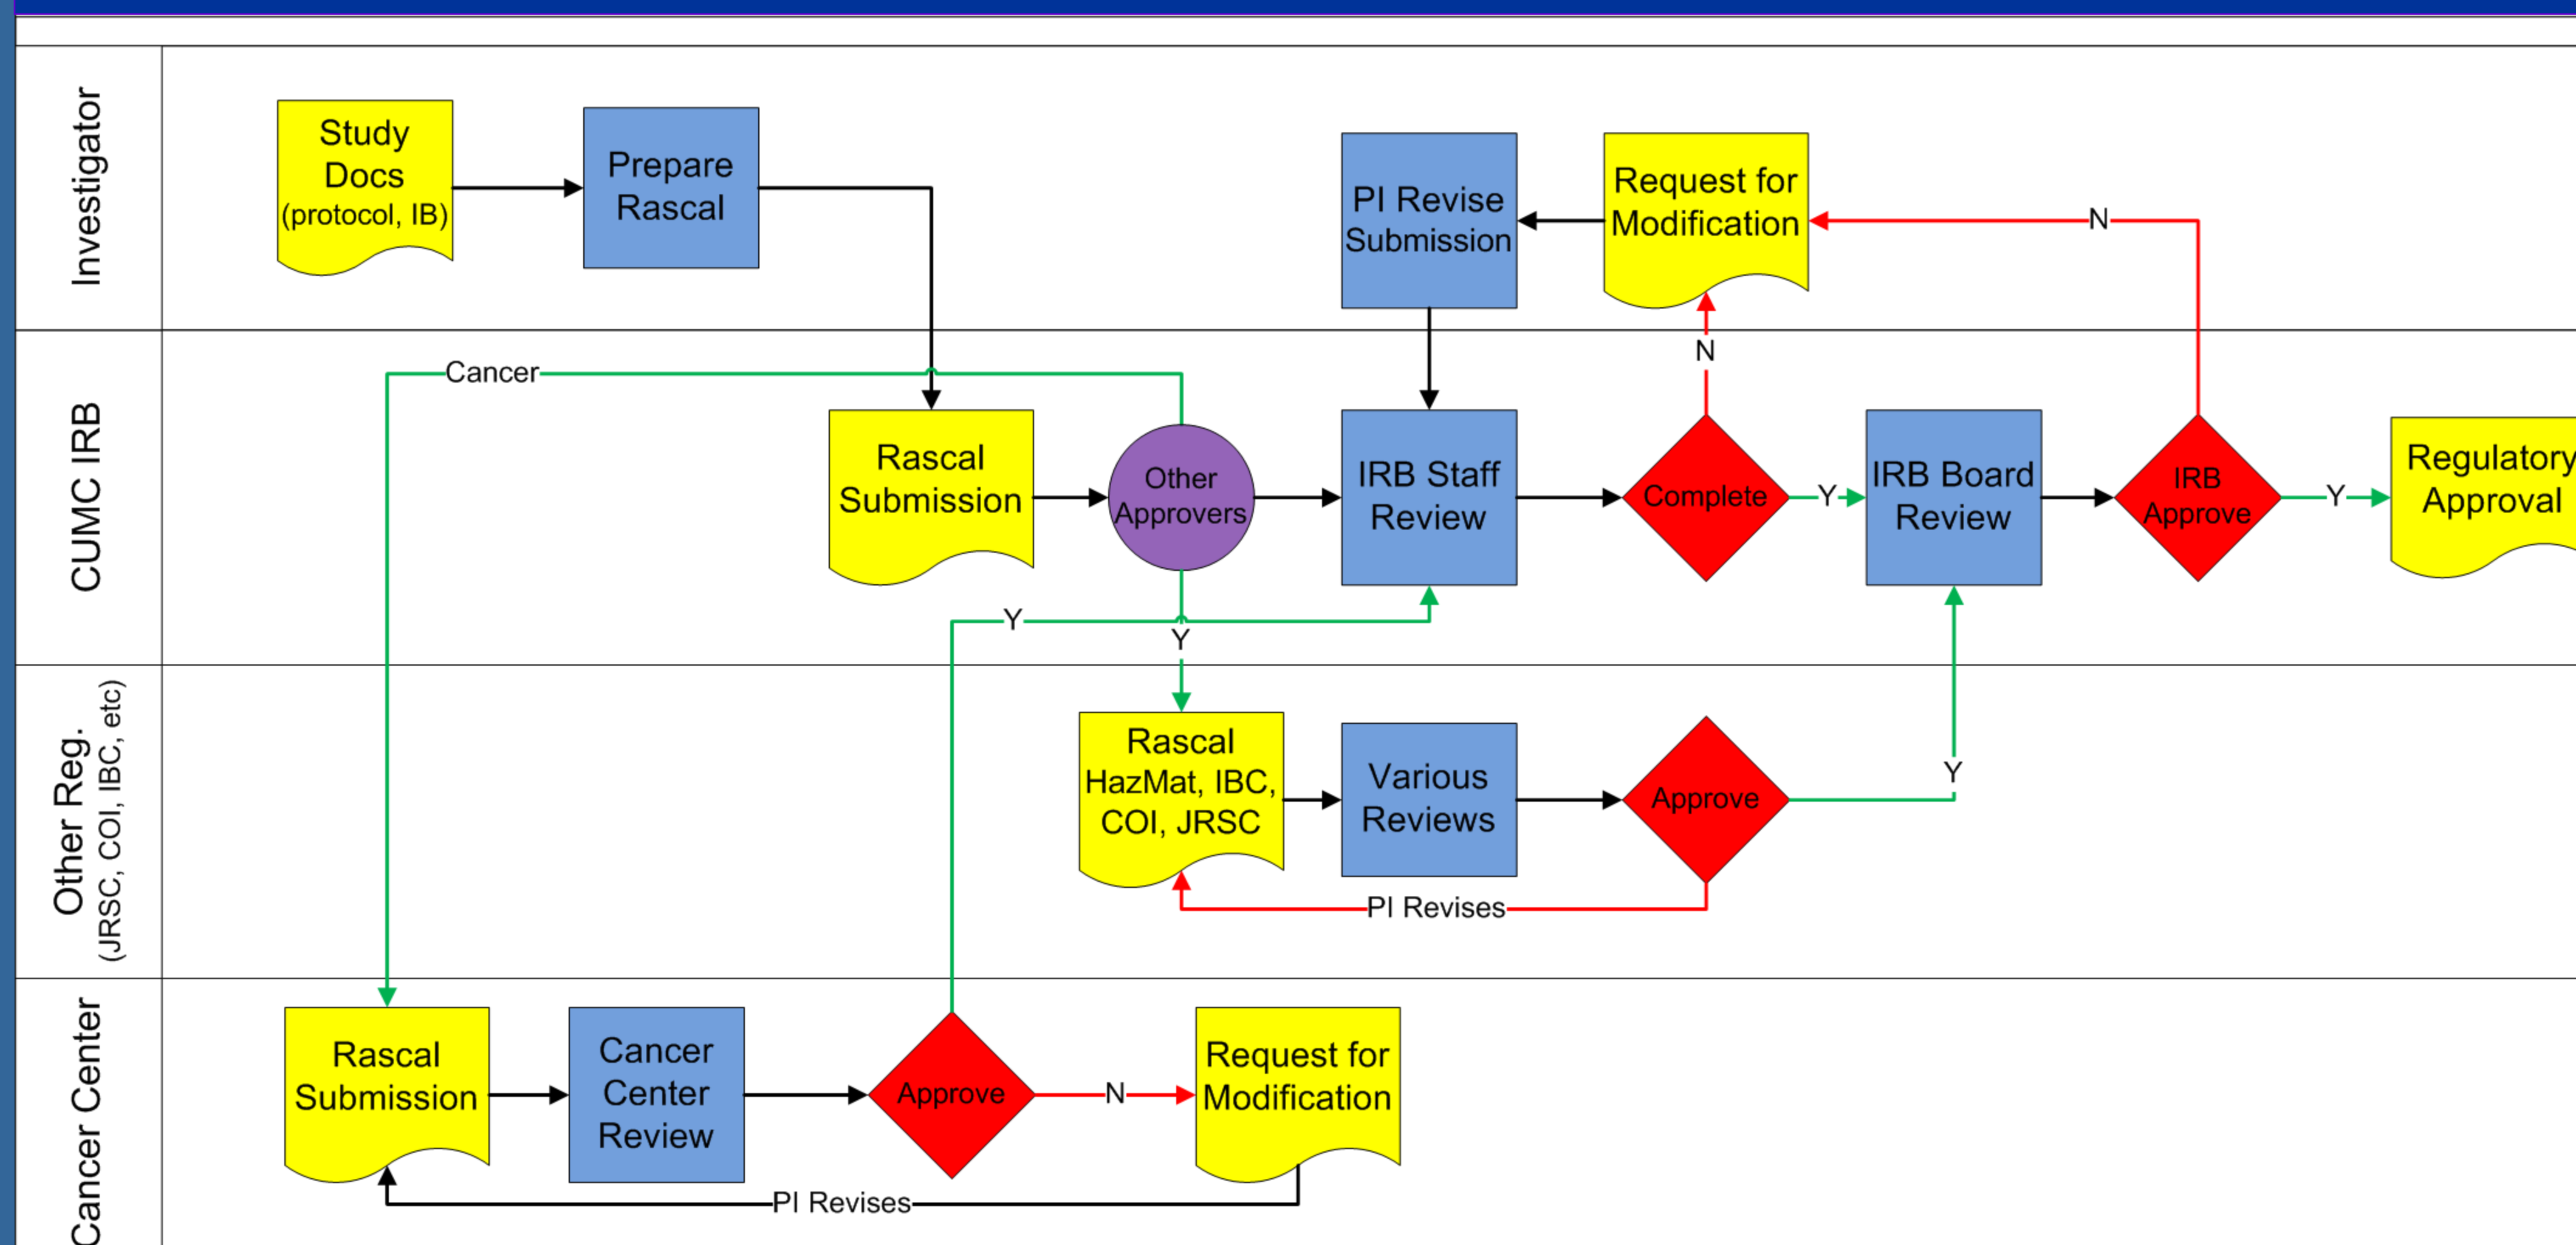 Investigator
Study
Docs
(protocol, IB)
Prepare
Rascal
PI Revise
Submission
Request for
Modification
N
N
CUMC IRB
Cancer
Rascal
Submission
Other
Approvers
IRB Staff
Review
Complete
Y
IRB Board
Review
IRB
Approve
Y
Regulatory
Approval
Y
Y
Other Reg.
(JRSC, COI, IBC, etc)
Rascal
HazMat, IBC,
COI, JRSC
Various
Reviews
Approve
Y
PI Revises
Cancer Center
Rascal
Submission
Cancer
Center
Review
Approve
N
Request for
Modification
PI Revises